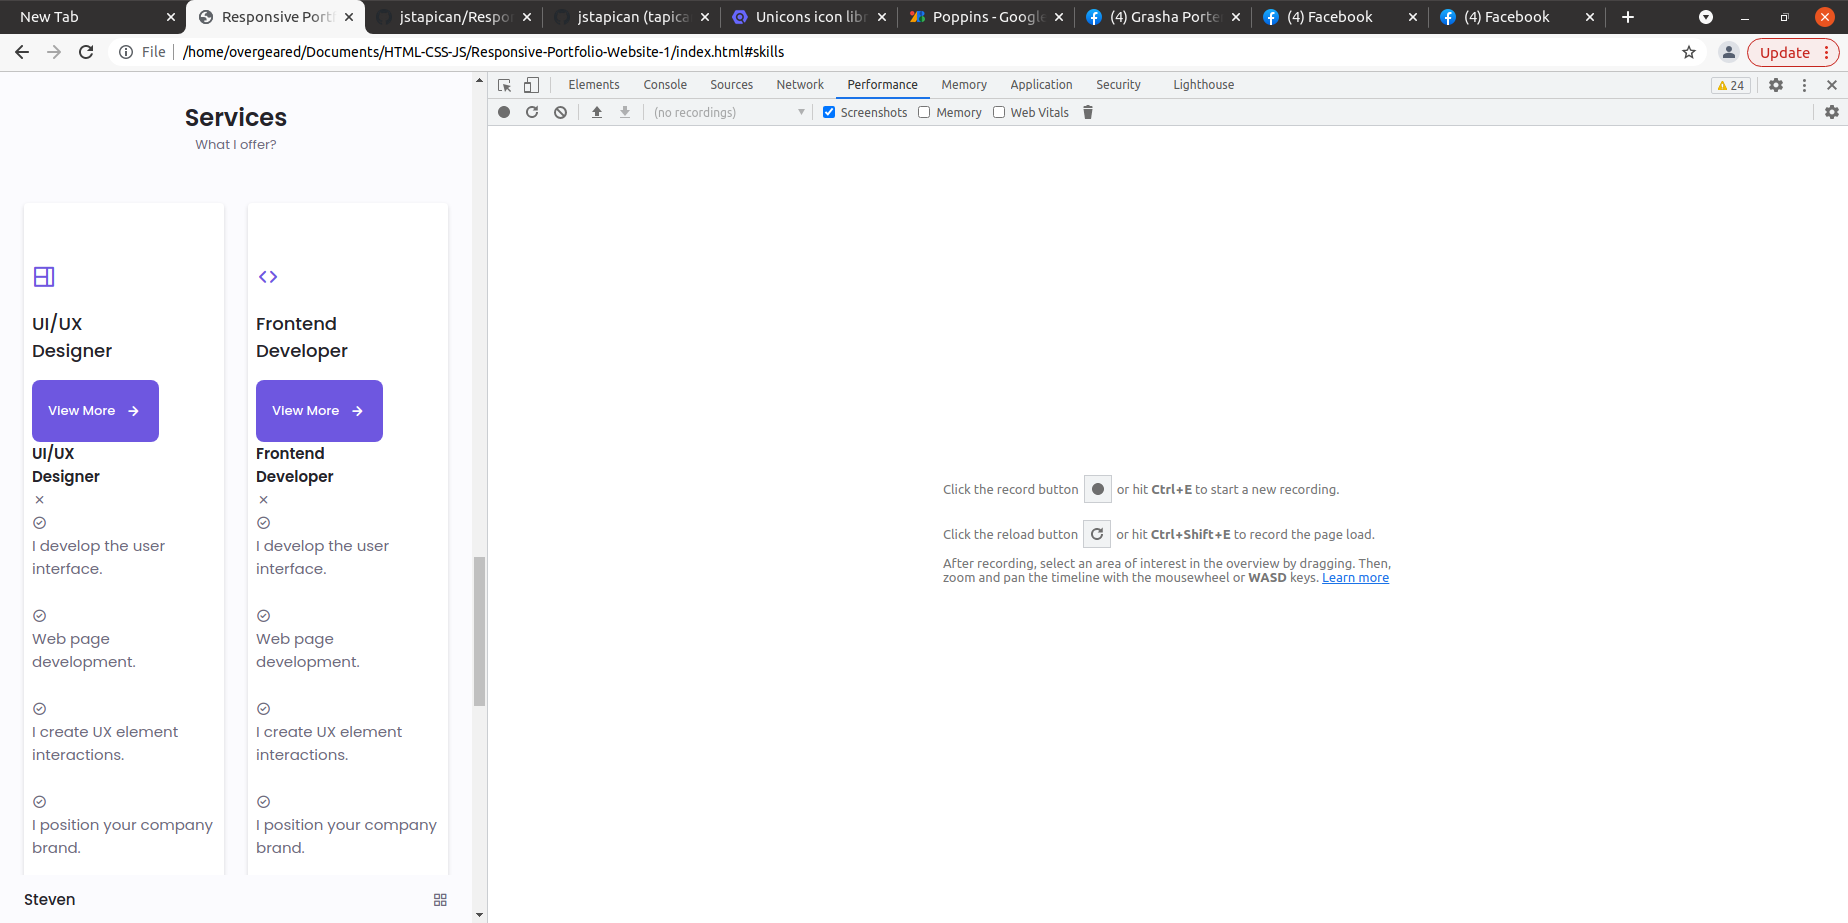 New Tab
Responsive Portf
jstapican/Respo
jstapican (tapica
Unicons icon libr
Poppins - Google
(4) Grasha Porte
(4) Facebook
(4) Facebook
File
/home/overgeared/Documents/HTML-CSS-JS/Responsive-Portfolio-Website-1/index.html#skills
Update
Elements
Console
Sources
Network
Performance
Memory
Application
Security
Lighthouse
24
(no recordings)
Screenshots
Memory
Web Vitals
Services
What I offer?
UI/UX
Designer
View More
UI/UX
Designer
I develop the user
interface.
Web page
development.
I create UX element
interactions.
I position your company
brand.
Frontend
Developer
View More
Frontend
Developer
I develop the user
interface.
Web page
development.
I create UX element
interactions.
I position your company
brand.
Steven
Click the record button or hit Ctrl+E to start a new recording.
Click the reload button or hit Ctrl+Shift+E to record the page load.
After recording, select an area of interest in the overview by dragging. Then,
zoom and pan the timeline with the mousewheel or WASD keys. Learn more